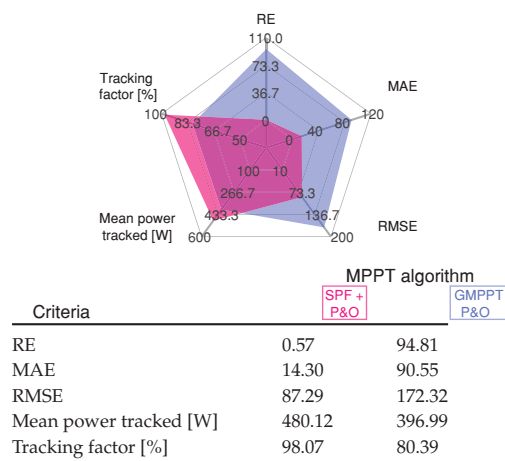 RE
110.0
73.3
36.7
0
MAE
120
80
40
0
RMSE
200
136.7
73.3
10
Mean power
tracked [W]
600
433.3
266.7
100
Tracking
factor [%]
100
83.3
66.7
50
MPPT algorithm
Criteria
SPF +
P&O
GMPPT
P&O
RE 0.57 94.81
MAE 14.30 90.55
RMSE 87.29 172.32
Mean power tracked [W] 480.12 396.99
Tracking factor [%] 98.07 80.39